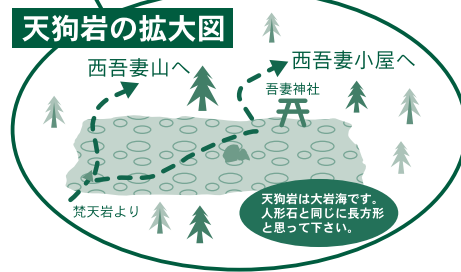 天狗岩の拡大図
西吾妻山へ
西吾妻小屋へ
吾妻神社
梵天岩より
天狗岩は大岩海です。
人形石と同じに長方形
と思って下さい。